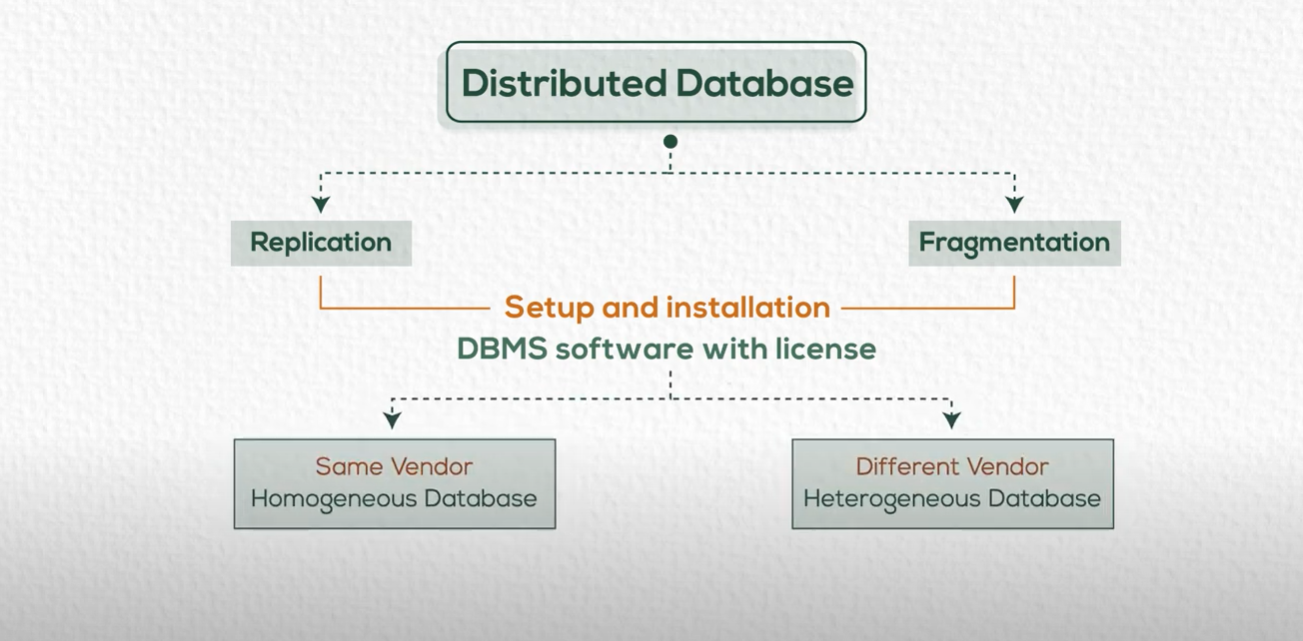 Distributed Database
Replication
Fragmentation
Setup and installation
DBMS software with license
Same Vendor
Homogeneous Database
Different Vendor
Heterogeneous Database